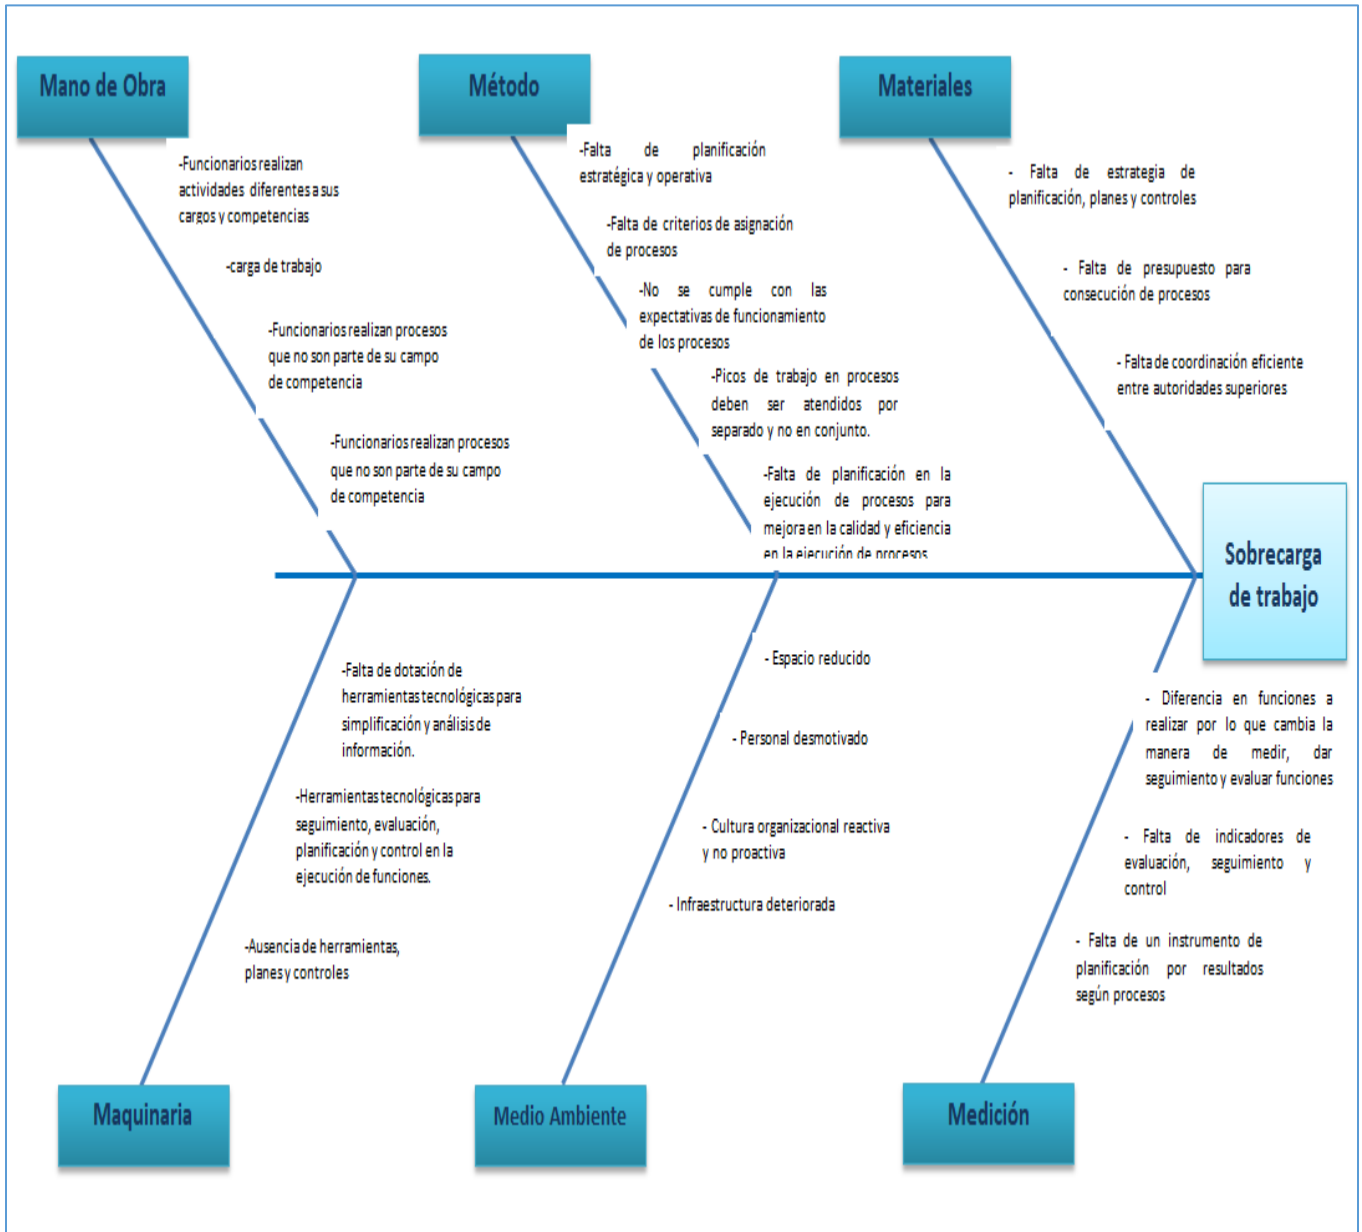 Mano de Obra
-Funcionarios realizan
actividades diferentes a sus
cargos y competencias
-carga de trabajo
-Funcionarios realizan procesos
que no son parte de su campo
de competencia
-Funcionarios realizan procesos
que no son parte de su campo
de competencia
Método
-Falta de planificación
estratégica y operativa
-Falta de criterios de asignación
de procesos
-No se cumple con las
expectativas de funcionamiento
de los procesos
-Picos de trabajo en procesos
deben ser atendidos por
separado y no en conjunto.
-Falta de planificación en la
ejecución de procesos para
mejora en la calidad y eficiencia
en la ejecución de procesos
Materiales
- Falta de estrategia de
planificación, planes y controles
- Falta de presupuesto para
consecución de procesos
- Falta de coordinación eficiente
entre autoridades superiores
Sobrecarga
de trabajo
-Falta de dotación de
herramientas tecnológicas para
simplificación y análisis de
información.
-Herramientas tecnológicas para
seguimiento, evaluación,
planificación y control en la
ejecución de funciones.
-Ausencia de herramientas,
planes y controles
Maquinaria
- Espacio reducido
- Personal desmotivado
- Cultura organizacional reactiva
y no proactiva
- Infraestructura deteriorada
Medio Ambiente
- Diferencia en funciones a
realizar por lo que cambia la
manera de medir, dar
seguimiento y evaluar funciones
- Falta de indicadores de
evaluación, seguimiento y
control
- Falta de un instrumento de
planificación por resultados
según procesos
Medición